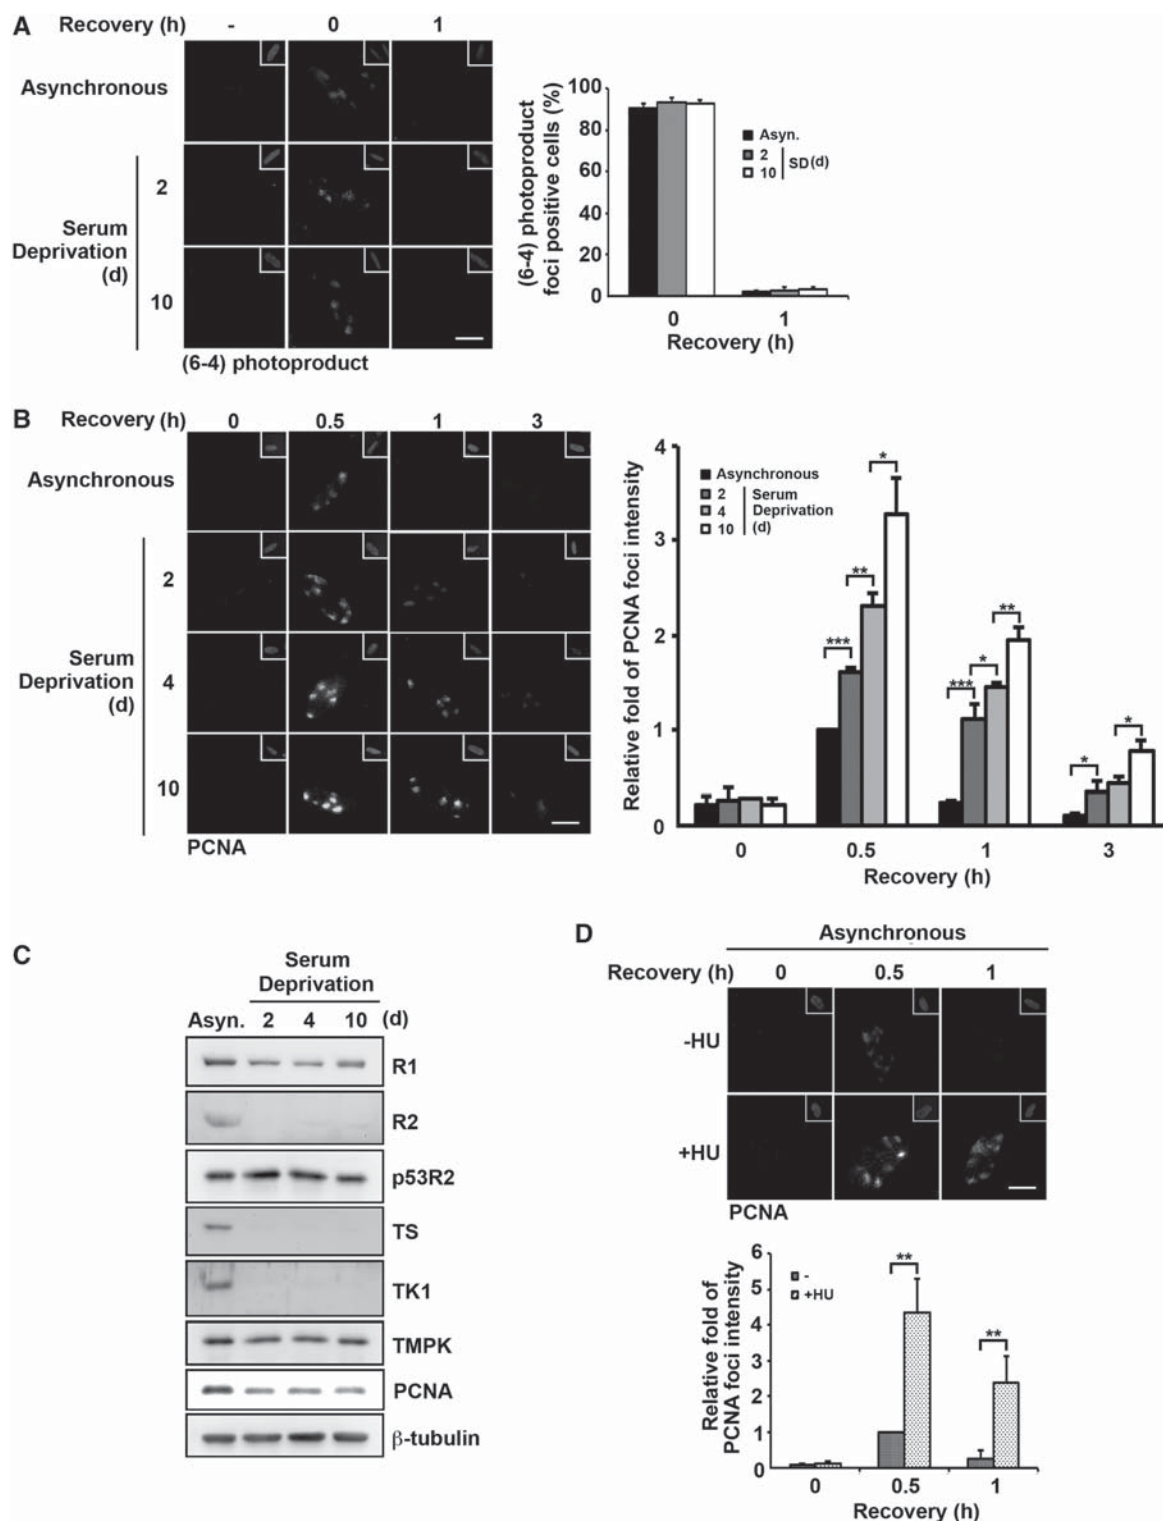 A
Recovery (h) - 0 1
Asynchronous
2
Serum
Deprivation
(d)
10
(6-4) photoproduct
(6-4) photoproduct
foci positive cells (%)
100
80
60
40
20
0
Asyn.
2
10
SD(d)
0 1
Recovery (h)
B
Recovery (h) 0 0.5 1 3
Asynchronous
2
Serum
Deprivation
(d)
4
10
PCNA
Relative fold of PCNA foci intensity
4
3
2
1
0
Asynchronous
2 Serum
4 Deprivation
10 (d)
***
**
*
***
*
**
*
*
0 0.5 1 3
Recovery (h)
C
Serum
Deprivation
Asyn. 2 4 10 (d)
R1
R2
p53R2
TS
TK1
TMPK
PCNA
β-tubulin
D
Asynchronous
Recovery (h) 0 0.5 1
-HU
+HU
PCNA
Relative fold of
PCNA foci intensity
6
5
4
3
2
1
0
-
+HU
**
**
0 0.5 1
Recovery (h)